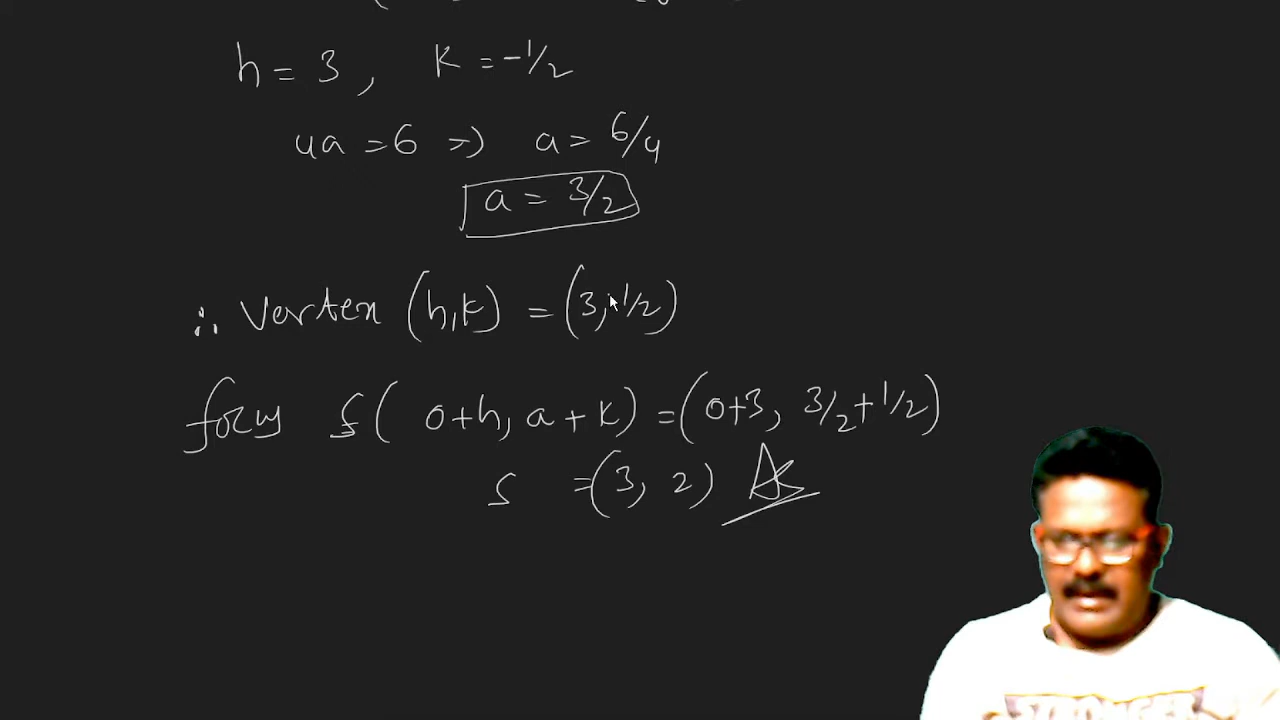 h = 3, k = -1/2
4a = 6 => a = 6/4
a = 3/2
∴ Vertex (h, k) = (3, -1/2)
focus S( 0+h, a+k) = (0+3, 3/2+1/2)
S = (3, 2)
STRONGER